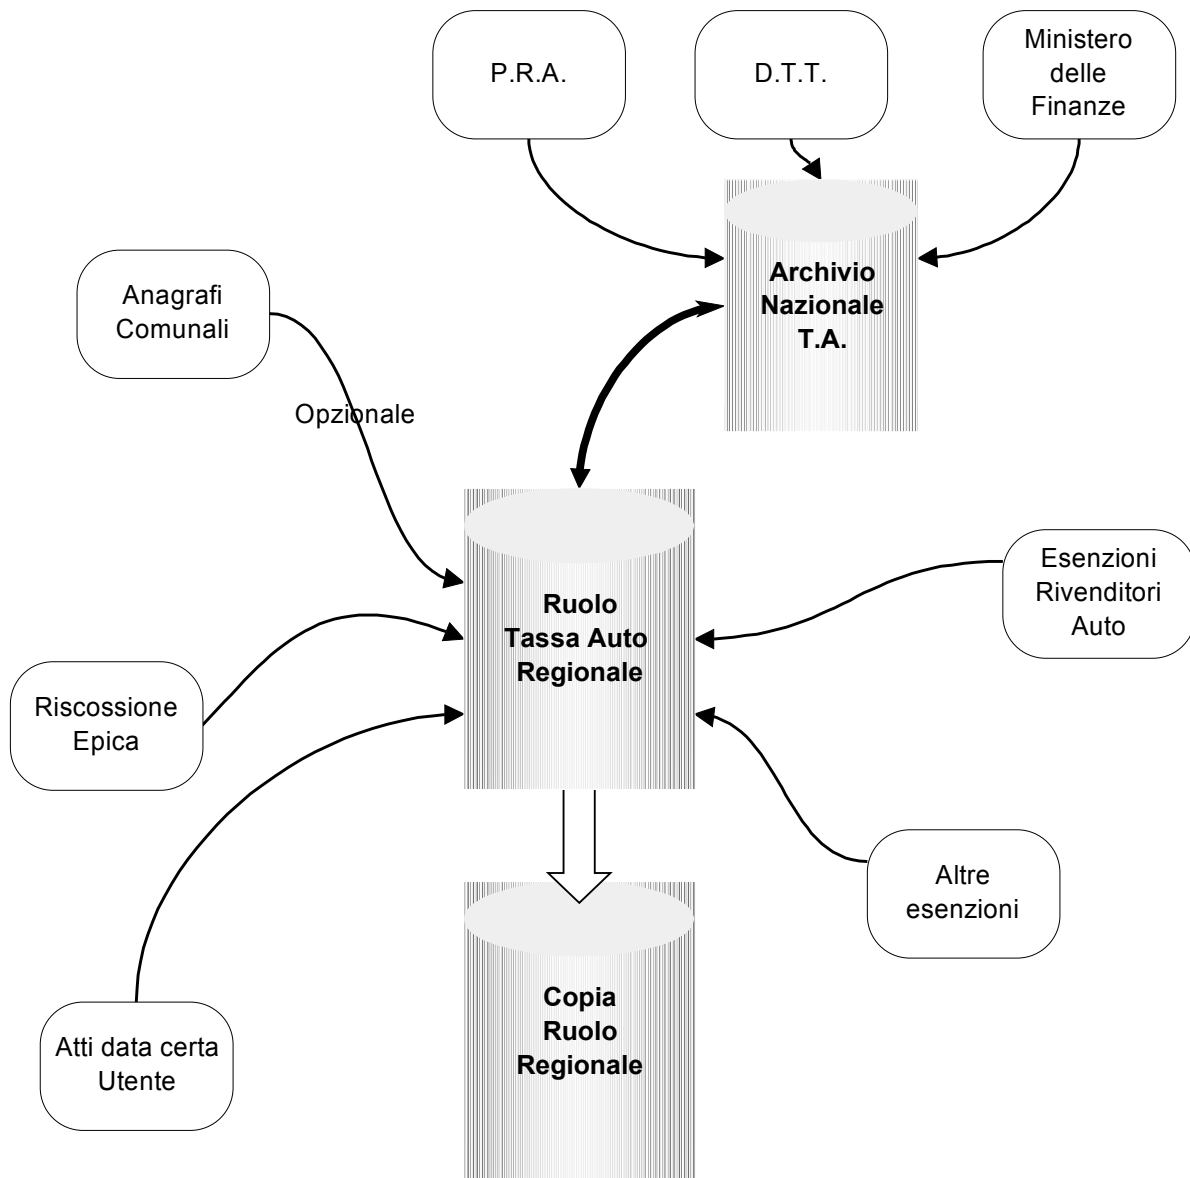 P.R.A.
D.T.T.
Ministero
delle
Finanze
Archivio
Nazionale
T.A.
Anagrafi
Comunali
Opzionale
Ruolo
Tassa Auto
Regionale
Esenzioni
Rivenditori
Auto
Riscossione
Epica
Altre
esenzioni
Copia
Ruolo
Regionale
Atti data certa
Utente